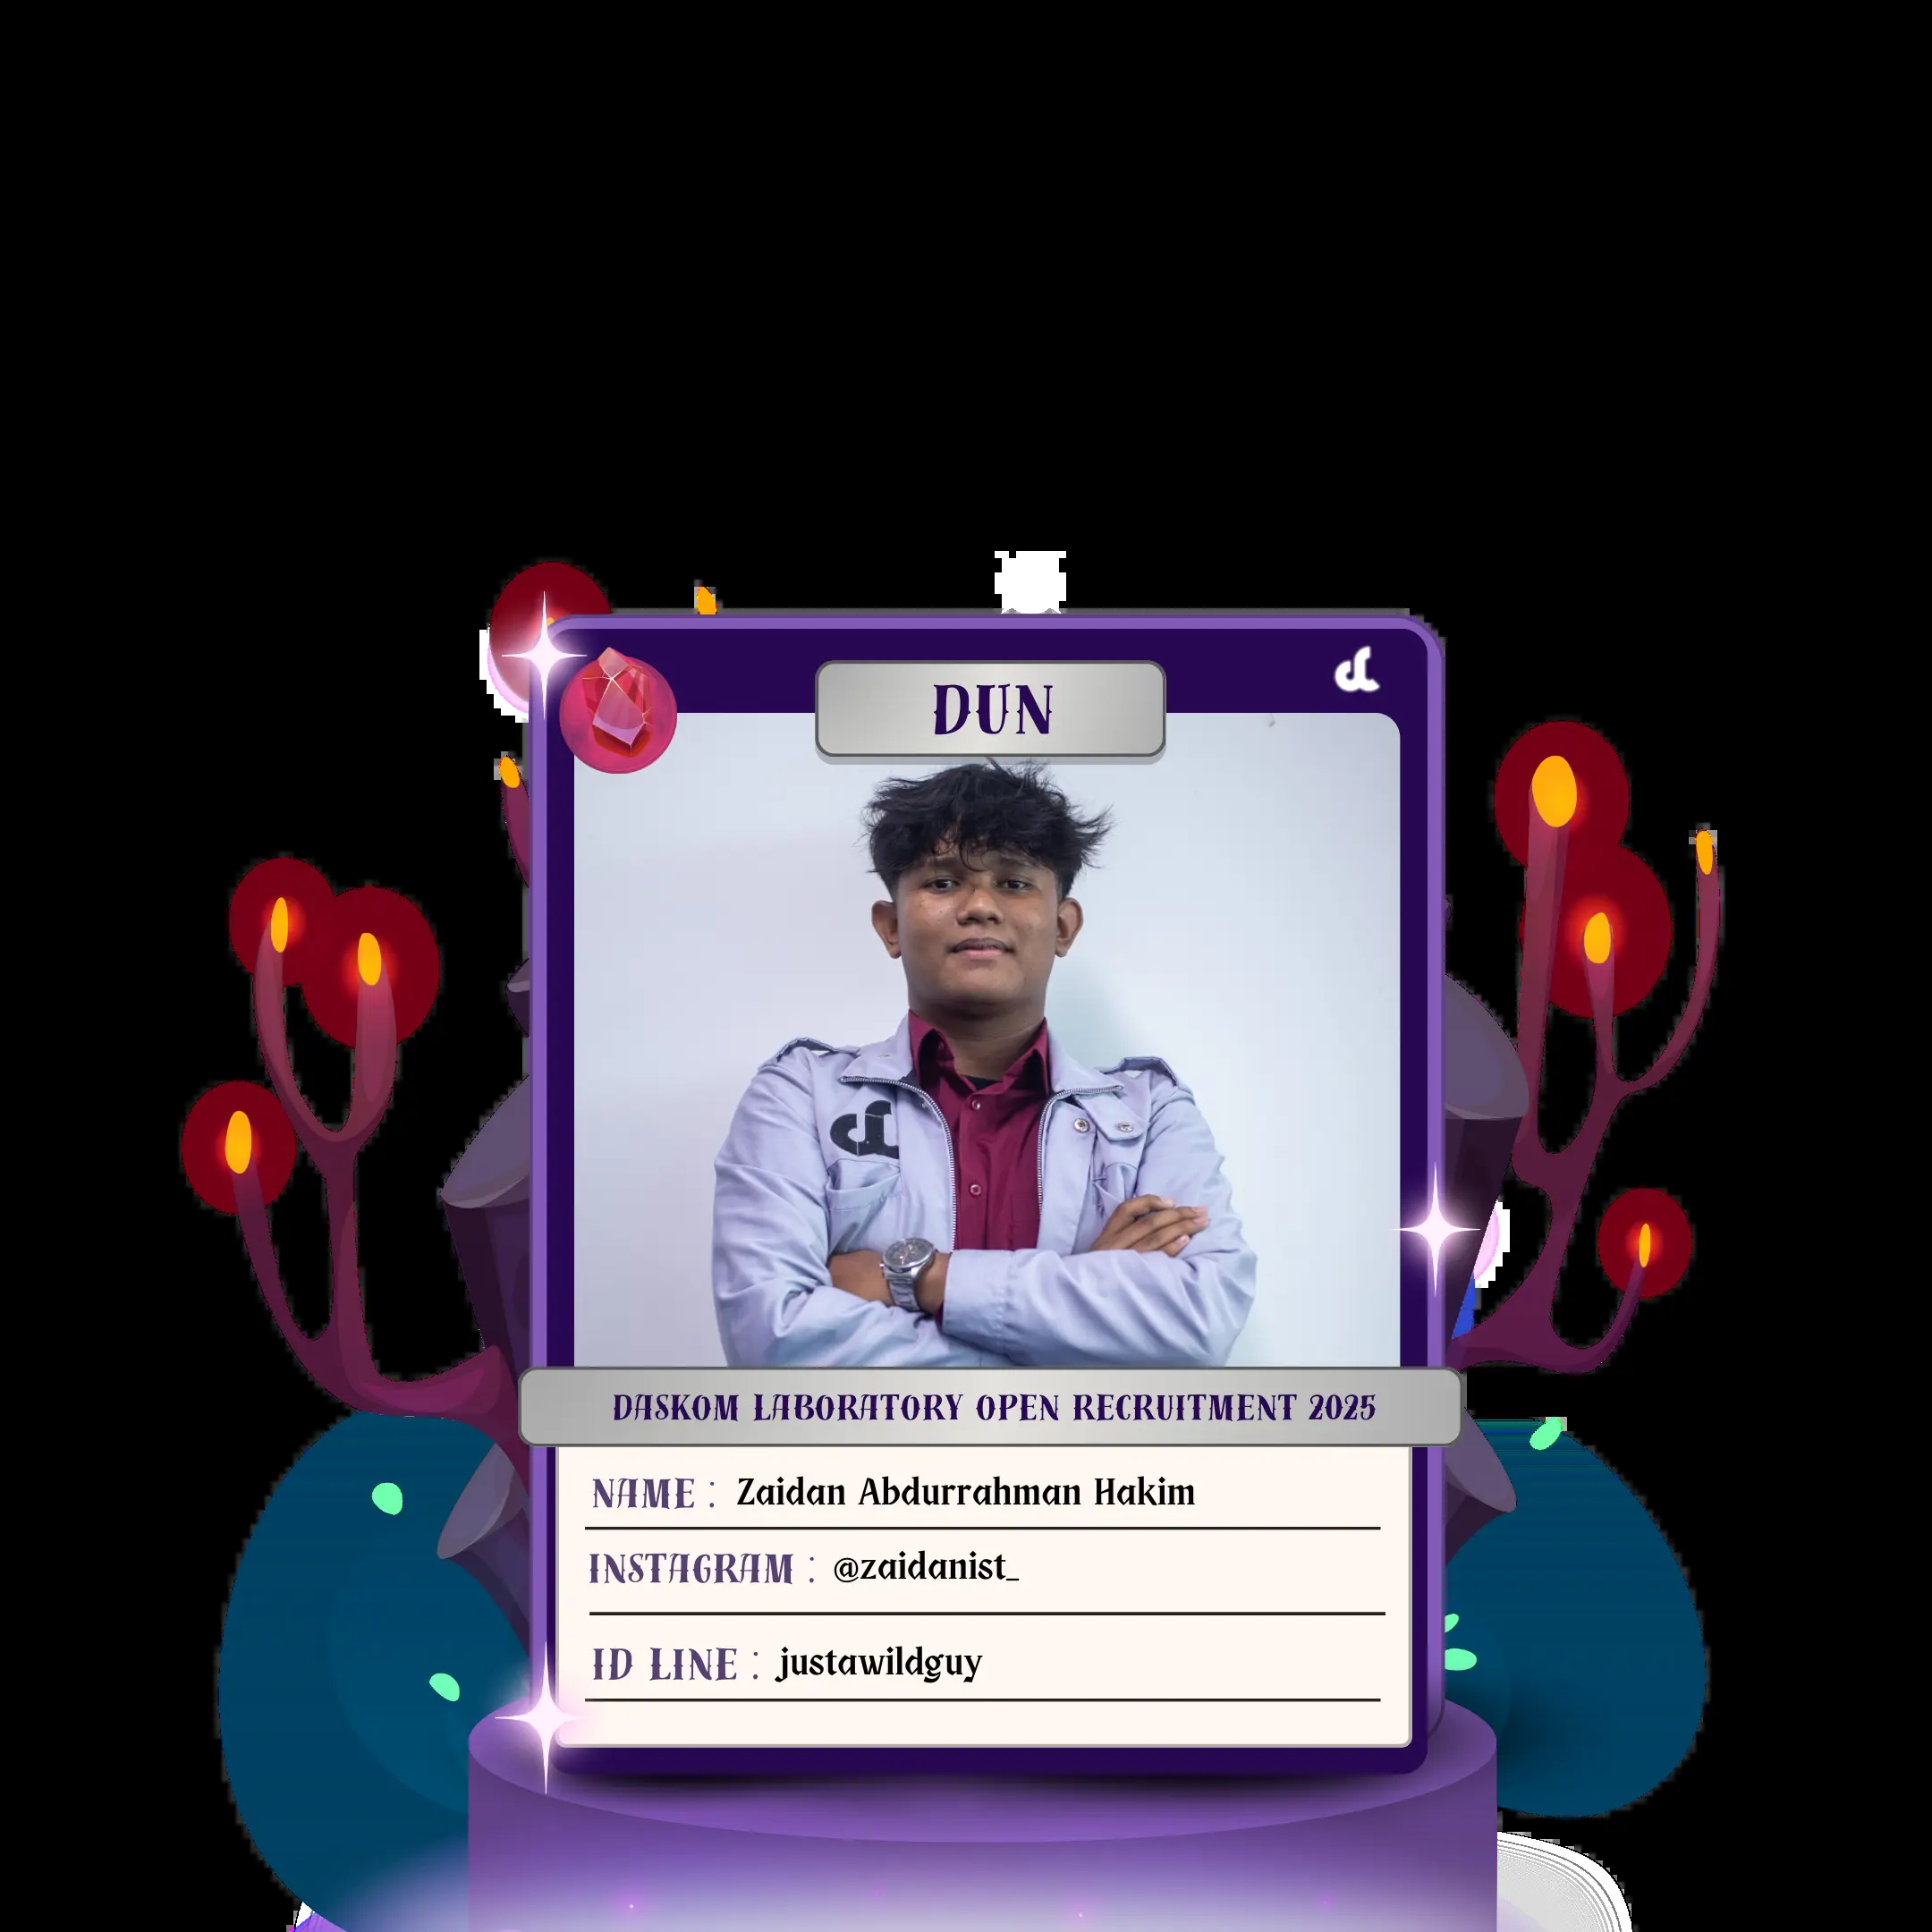 DUN
DASKOM LABORATORY OPEN RECRUITMENT 2025
NAME : Zaidan Abdurrahman Hakim
INSTAGRAM : @zaidanist_
ID LINE : justawildguy